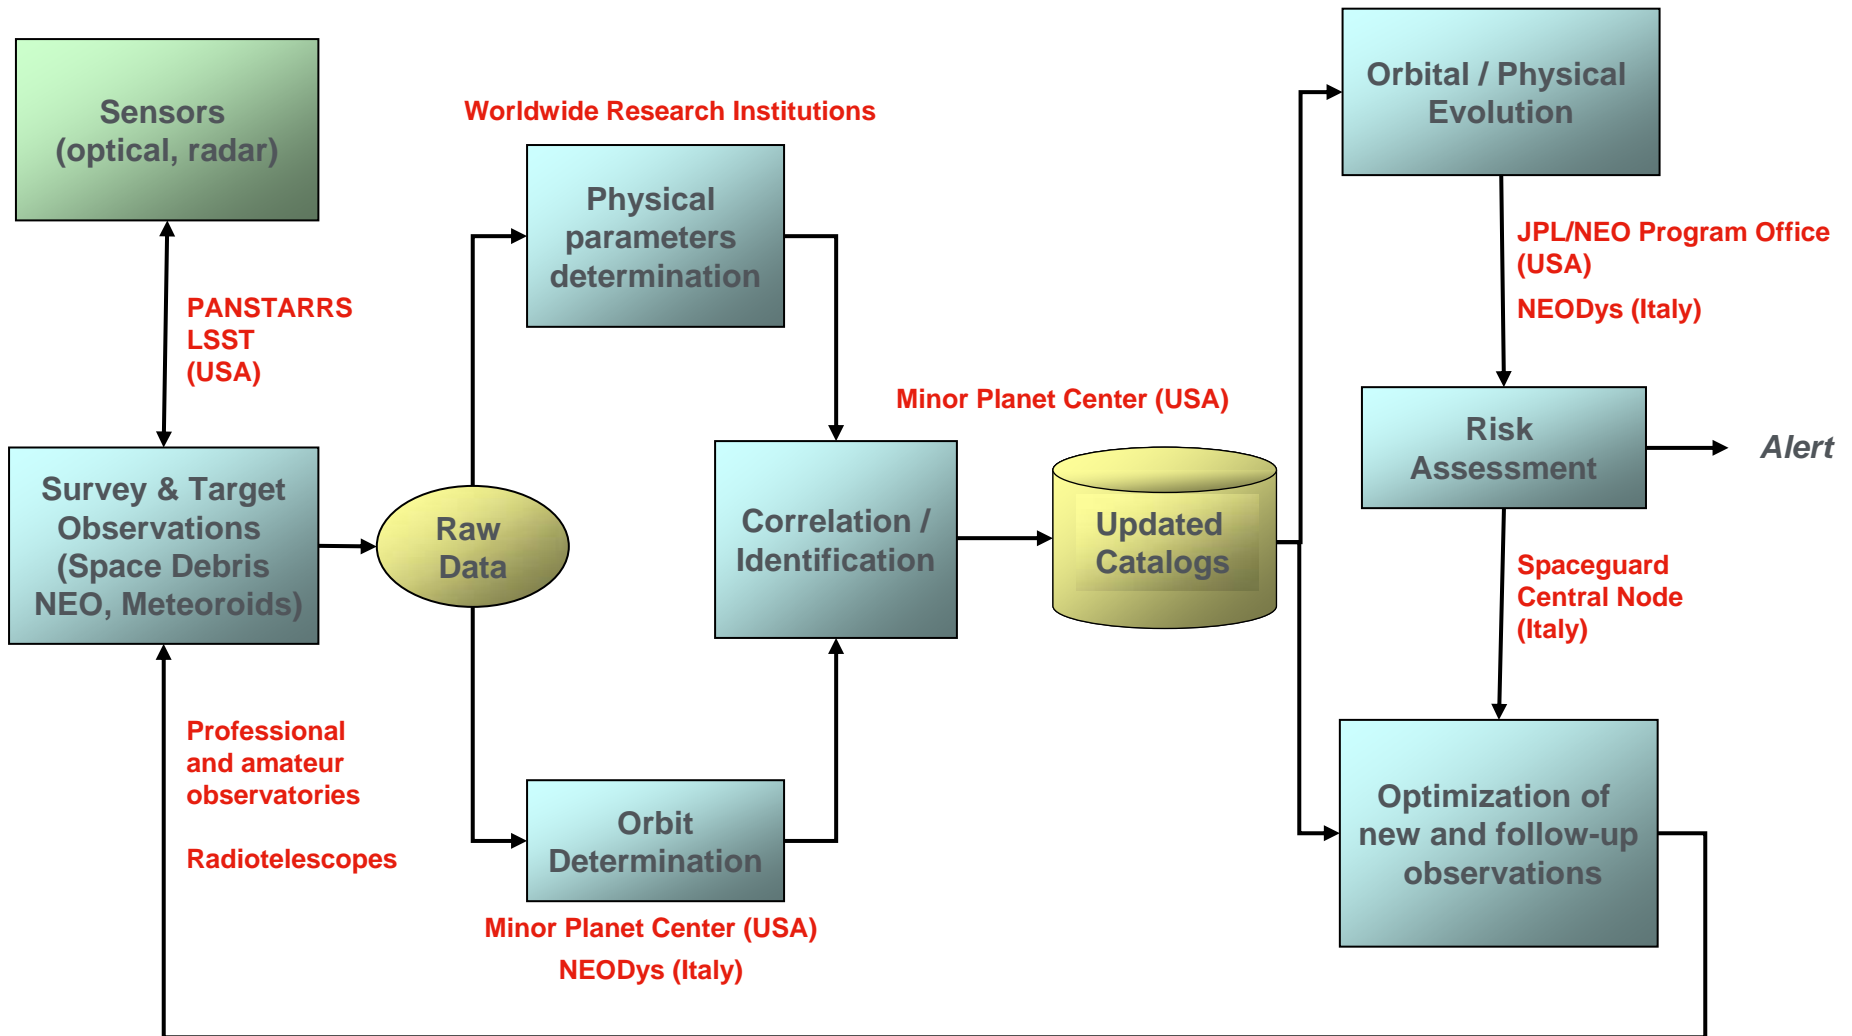 Sensors
(optical, radar)
PANSTARRS
LSST
(USA)
Survey & Target
Observations
(Space Debris
NEO, Meteoroids)
Professional
and amateur
observatories
Radiotelescopes
Raw
Data
Worldwide Research Institutions
Physical
parameters
determination
Orbit
Determination
Minor Planet Center (USA)
NEODys (Italy)
Correlation /
Identification
Minor Planet Center (USA)
Updated
Catalogs
Orbital / Physical
Evolution
JPL/NEO Program Office
(USA)
NEODys (Italy)
Risk
Assessment
Alert
Spaceguard
Central Node
(Italy)
Optimization of
new and follow-up
observations